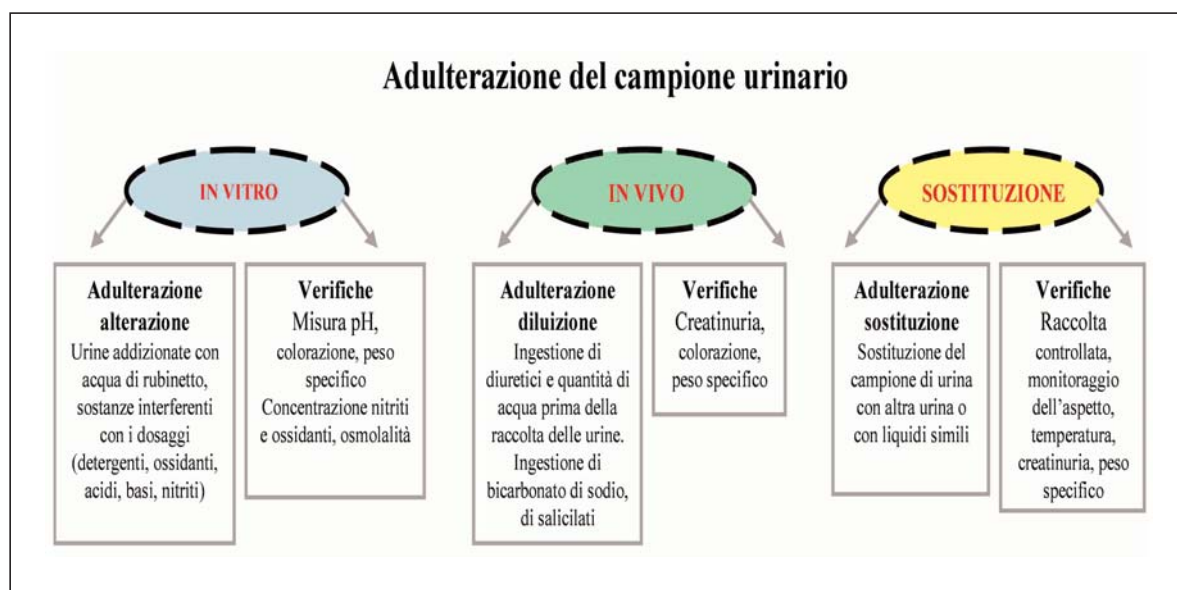 Adulterazione del campione urinario
IN VITRO
IN VIVO
SOSTITUZIONE
Adulterazione
alterazione
Urine addizionate con
acqua di rubinetto,
sostanze interferenti
con i dosaggi
(detergenti, ossidanti,
acidi, basi, nitriti)
Verifiche
Misura pH,
colorazione, peso
specifico
Concentrazione nitriti
e ossidanti, osmolalità
Adulterazione
diluizione
Ingestione di
diuretici e quantità di
acqua prima della
raccolta delle urine.
Ingestione di
bicarbonato di sodio,
di salicilati
Verifiche
Creatinuria,
colorazione,
peso specifico
Adulterazione
sostituzione
Sostituzione del
campione di urina
con altra urina o
con liquidi simili
Verifiche
Raccolta
controllata,
monitoraggio
dell'aspetto,
temperatura,
creatinuria, peso
specifico